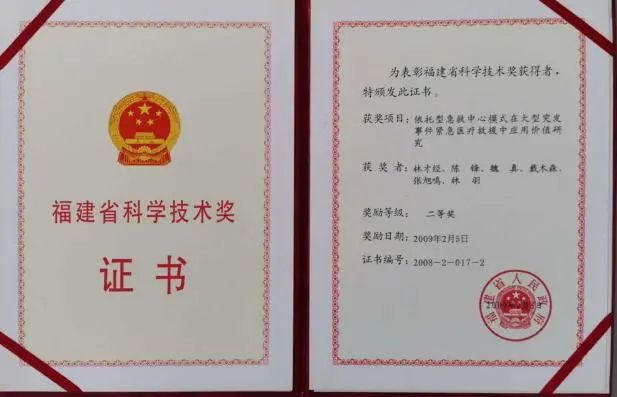 福建省科学技术奖
证书
为表彰福建省科学技术奖获得者，
特颁发此证书。
获奖项目： 依托型急救中心模式在大型突发
事件紧急医疗救援中应用价值研
究
获奖者： 林才经、陈锋、魏真、戴木森、
张旭鸣、林羽
奖励等级： 二等奖
奖励日期： 2009年2月5日
证书编号： 2008-2-017-2
福建省人民政府